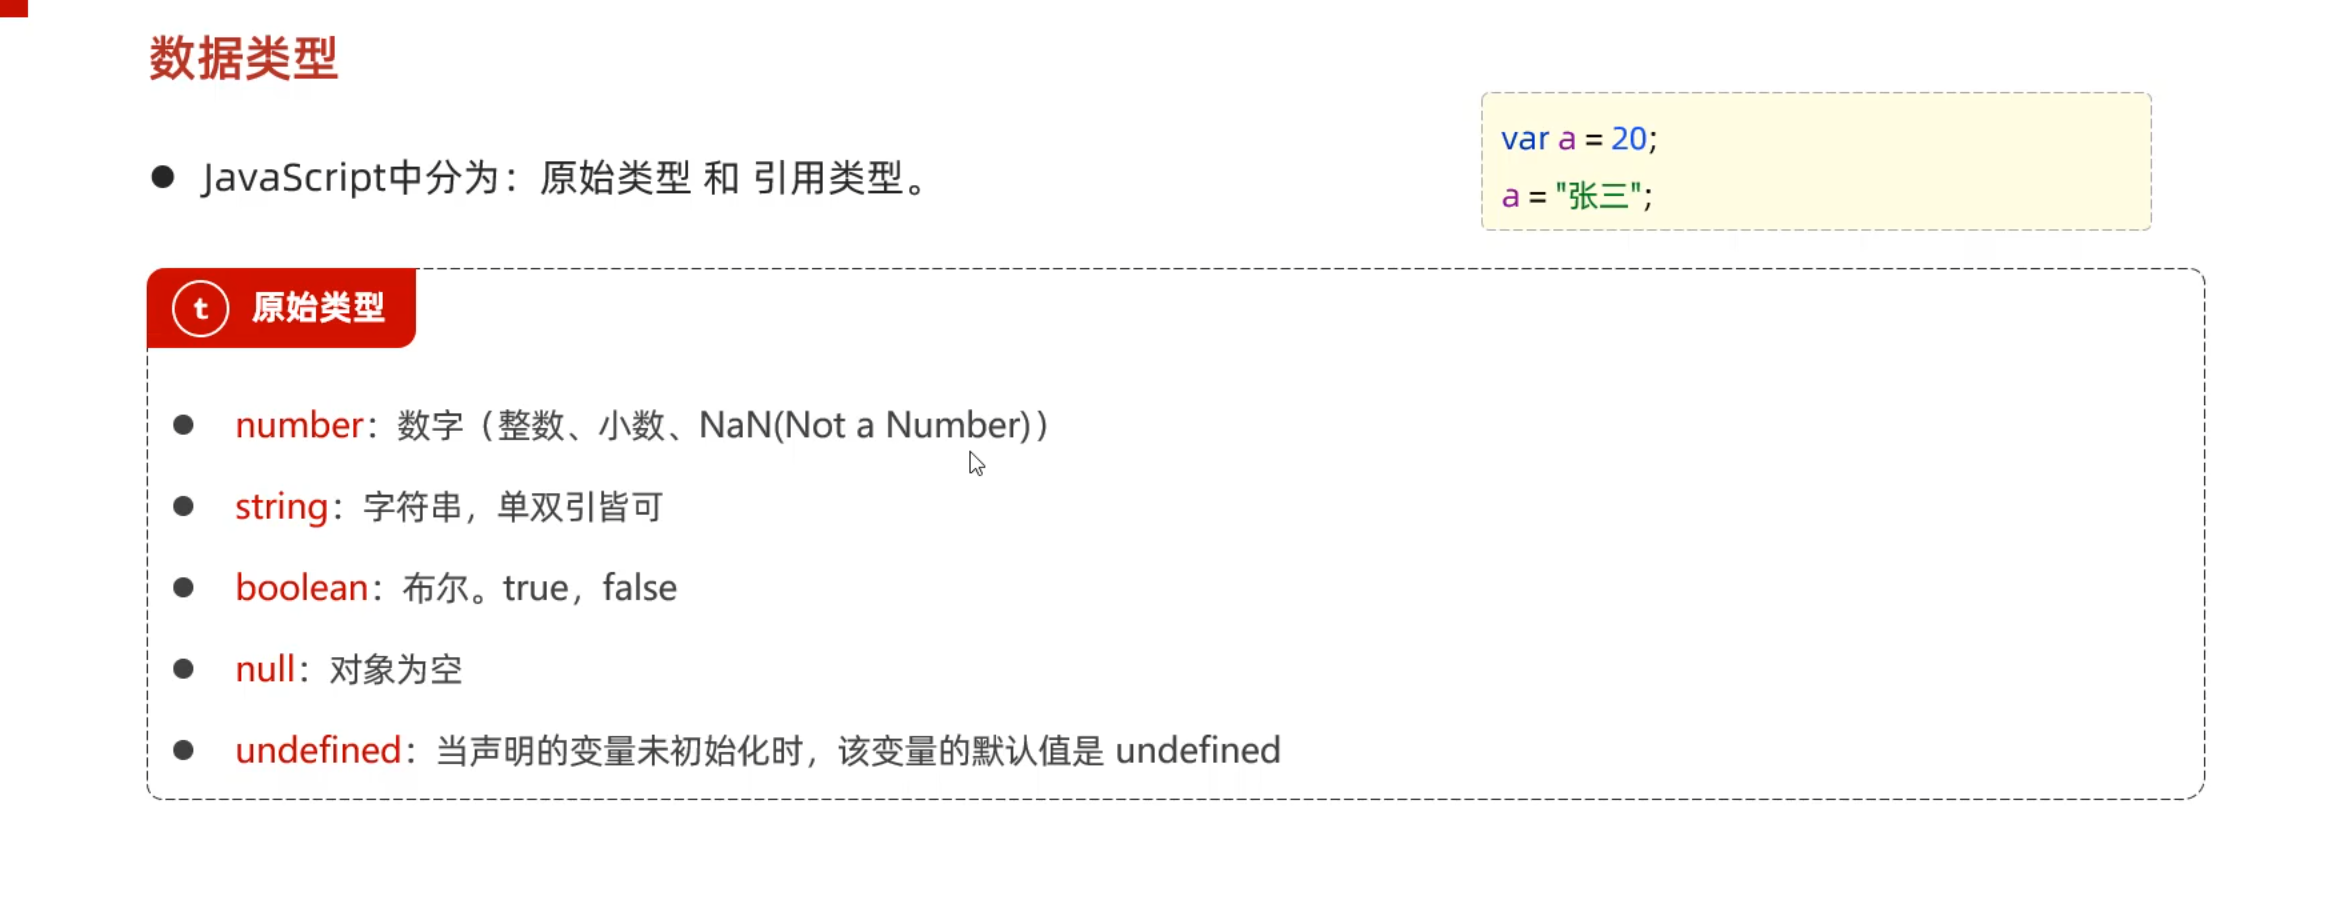 数据类型
JavaScript中分为：原始类型 和 引用类型。
var a = 20;
a = "张三";
t 原始类型
number：数字（整数、小数、NaN(Not a Number)）
string：字符串，单双引皆可
boolean：布尔。true，false
null：对象为空
undefined：当声明的变量未初始化时，该变量的默认值是 undefined